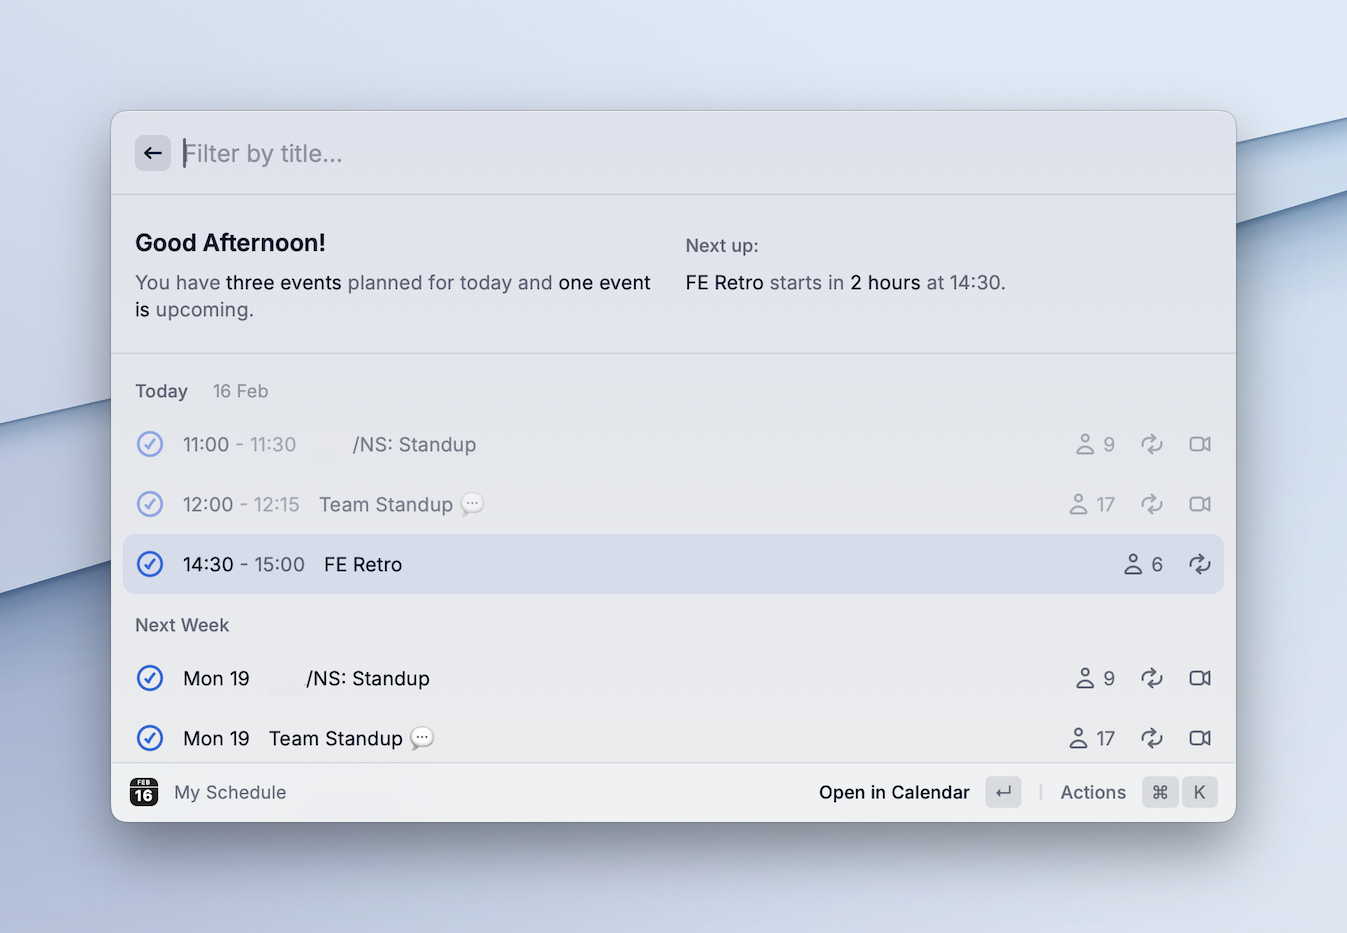 Filter by title...
Good Afternoon!
You have three events planned for today and one event
is upcoming.
Next up:
FE Retro starts in 2 hours at 14:30.
Today 16 Feb
11:00 - 11:30 /NS: Standup 9
12:00 - 12:15 Team Standup 💬 17
14:30 - 15:00 FE Retro 6
Next Week
Mon 19 /NS: Standup 9
Mon 19 Team Standup 💬 17
FEB
16
My Schedule
Open in Calendar ↵ | Actions ⌘ K